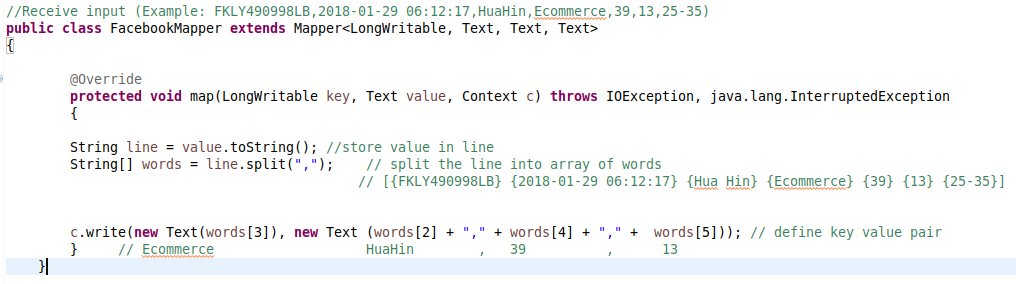 //Receive input (Example: FKLY490998LB,2018-01-29 06:12:17,HuaHin,Ecommerce,39,13,25-35)
public class FacebookMapper extends Mapper<LongWritable, Text, Text, Text>
{
@Override
protected void map(LongWritable key, Text value, Context c) throws IOException, java.lang.InterruptedException
{
String line = value.toString(); //store value in line
String[] words = line.split(",");    // split the line into array of words
// [{FKLY490998LB} {2018-01-29 06:12:17} {Hua Hin} {Ecommerce} {39} {13} {25-35}]
c.write(new Text(words[3]), new Text (words[2] + "," + words[4] + "," +  words[5])); // define key value pair
}     // Ecommerce                   HuaHin        ,   39          ,      13
}